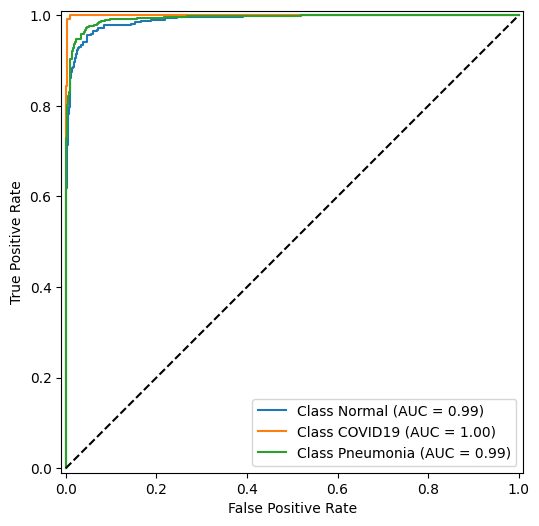 1.0
0.8
0.6
0.4
0.2
0.0
True Positive Rate
Class Normal (AUC = 0.99)
Class COVID19 (AUC = 1.00)
Class Pneumonia (AUC = 0.99)
0.0 0.2 0.4 0.6 0.8 1.0
False Positive Rate